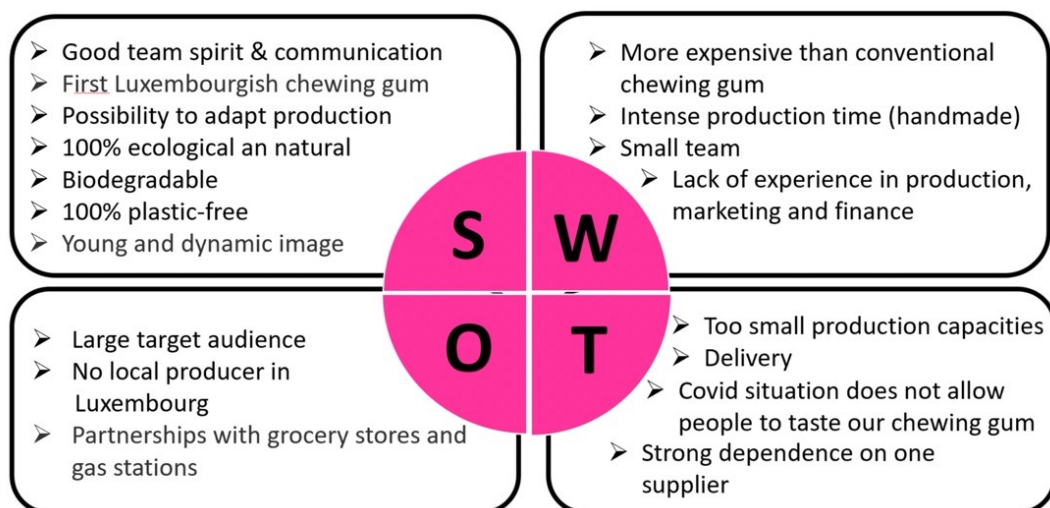 ➢ Good team spirit & communication
➢ First Luxembourgish chewing gum
➢ Possibility to adapt production
➢ 100% ecological an natural
➢ Biodegradable
➢ 100% plastic-free
➢ Young and dynamic image
➢ More expensive than conventional
chewing gum
➢ Intense production time (handmade)
➢ Small team
➢ Lack of experience in production,
marketing and finance
S
W
O
T
➢ Large target audience
➢ No local producer in
Luxembourg
➢ Partnerships with grocery stores and
gas stations
➢ Too small production capacities
➢ Delivery
➢ Covid situation does not allow
people to taste our chewing gum
➢ Strong dependence on one
supplier